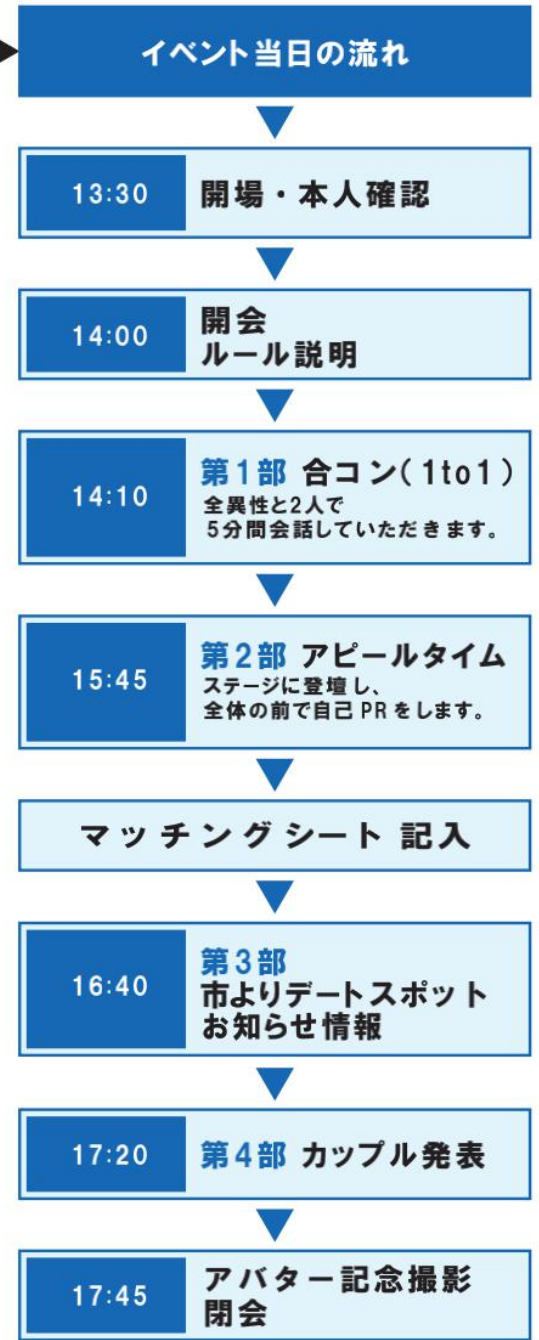 イベント当日の流れ
13:30 開場・本人確認
14:00 開会
ルール説明
14:10 第1部 合コン(1to1)
全異性と2人で
5分間会話していただきます。
15:45 第2部 アピールタイム
ステージに登壇し、
全体の前で自己PRをします。
マッチングシート 記入
16:40 第3部
市よりデートスポット
お知らせ情報
17:20 第4部 カップル発表
17:45 アバター記念撮影
閉会